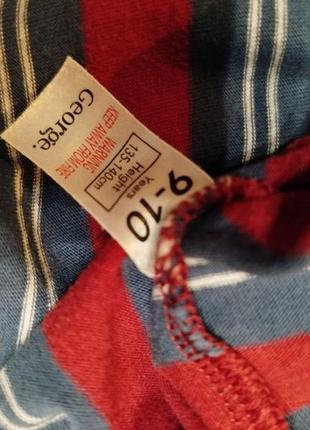 George.
WARNING
KEEP AWAY FROM FIRE
Height
135-140cm
9-10
Years